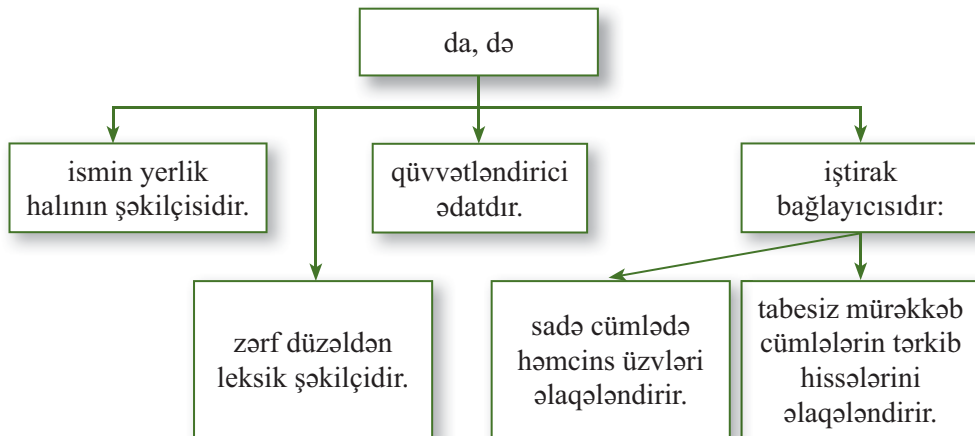 da, də
ismin yerlik
halının şəkilçisidir.
qüvvətləndirici
ədatdır.
iştirak
bağlayıcısıdır:
zərf düzəldən
leksik şəkilçidir.
sadə cümlədə
həmcins üzvləri
əlaqələndirir.
tabesiz mürəkkəb
cümlələrin tərkib
hissələrini
əlaqələndirir.